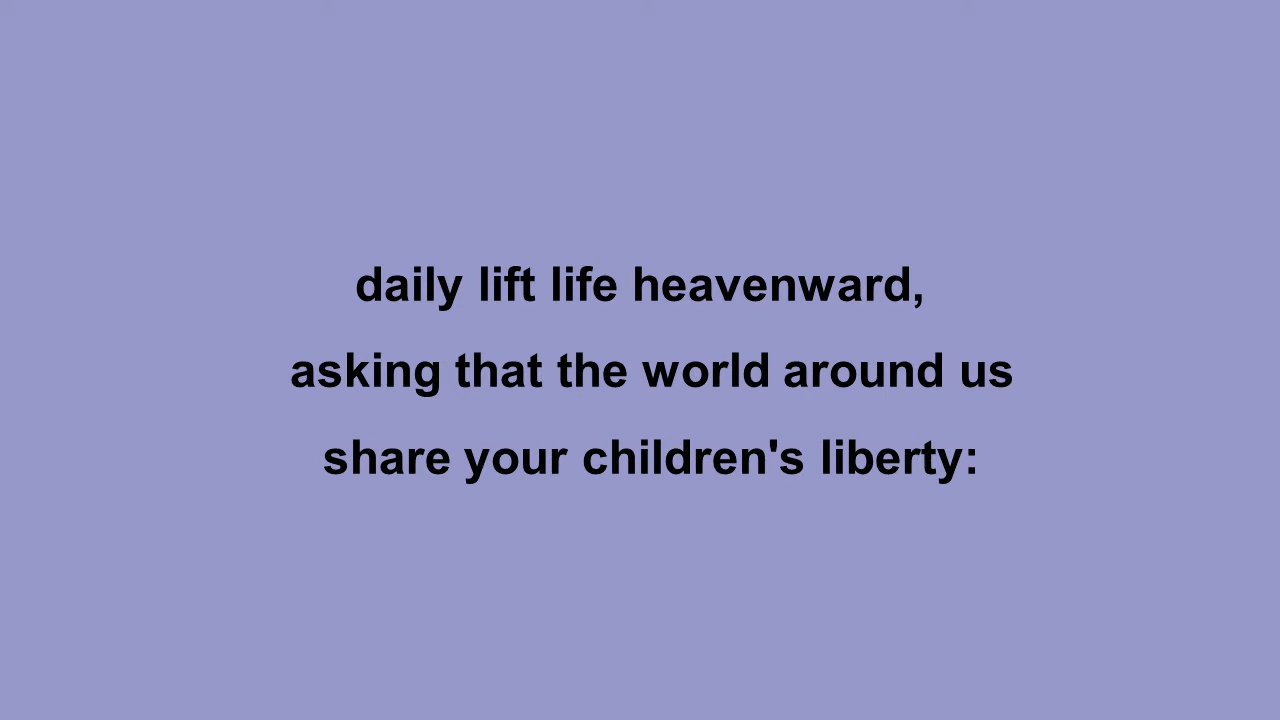 daily lift life heavenward,
asking that the world around us
share your children's liberty: